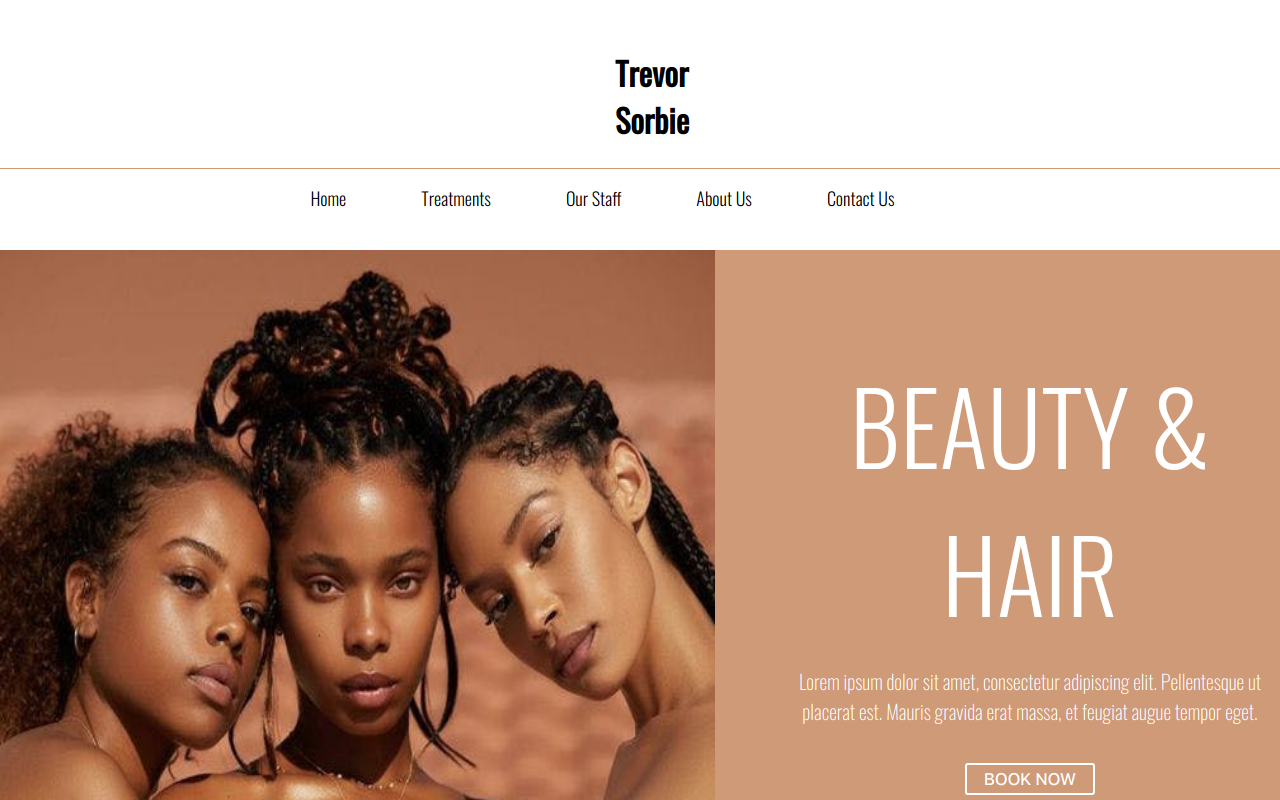 Trevor
Sorbie
Home
Treatments
Our Staff
About Us
Contact Us
BEAUTY &
HAIR
Lorem ipsum dolor sit amet, consectetur adipiscing elit. Pellentesque ut
placerat est. Mauris gravida erat massa, et feugiat augue tempor eget.
BOOK NOW